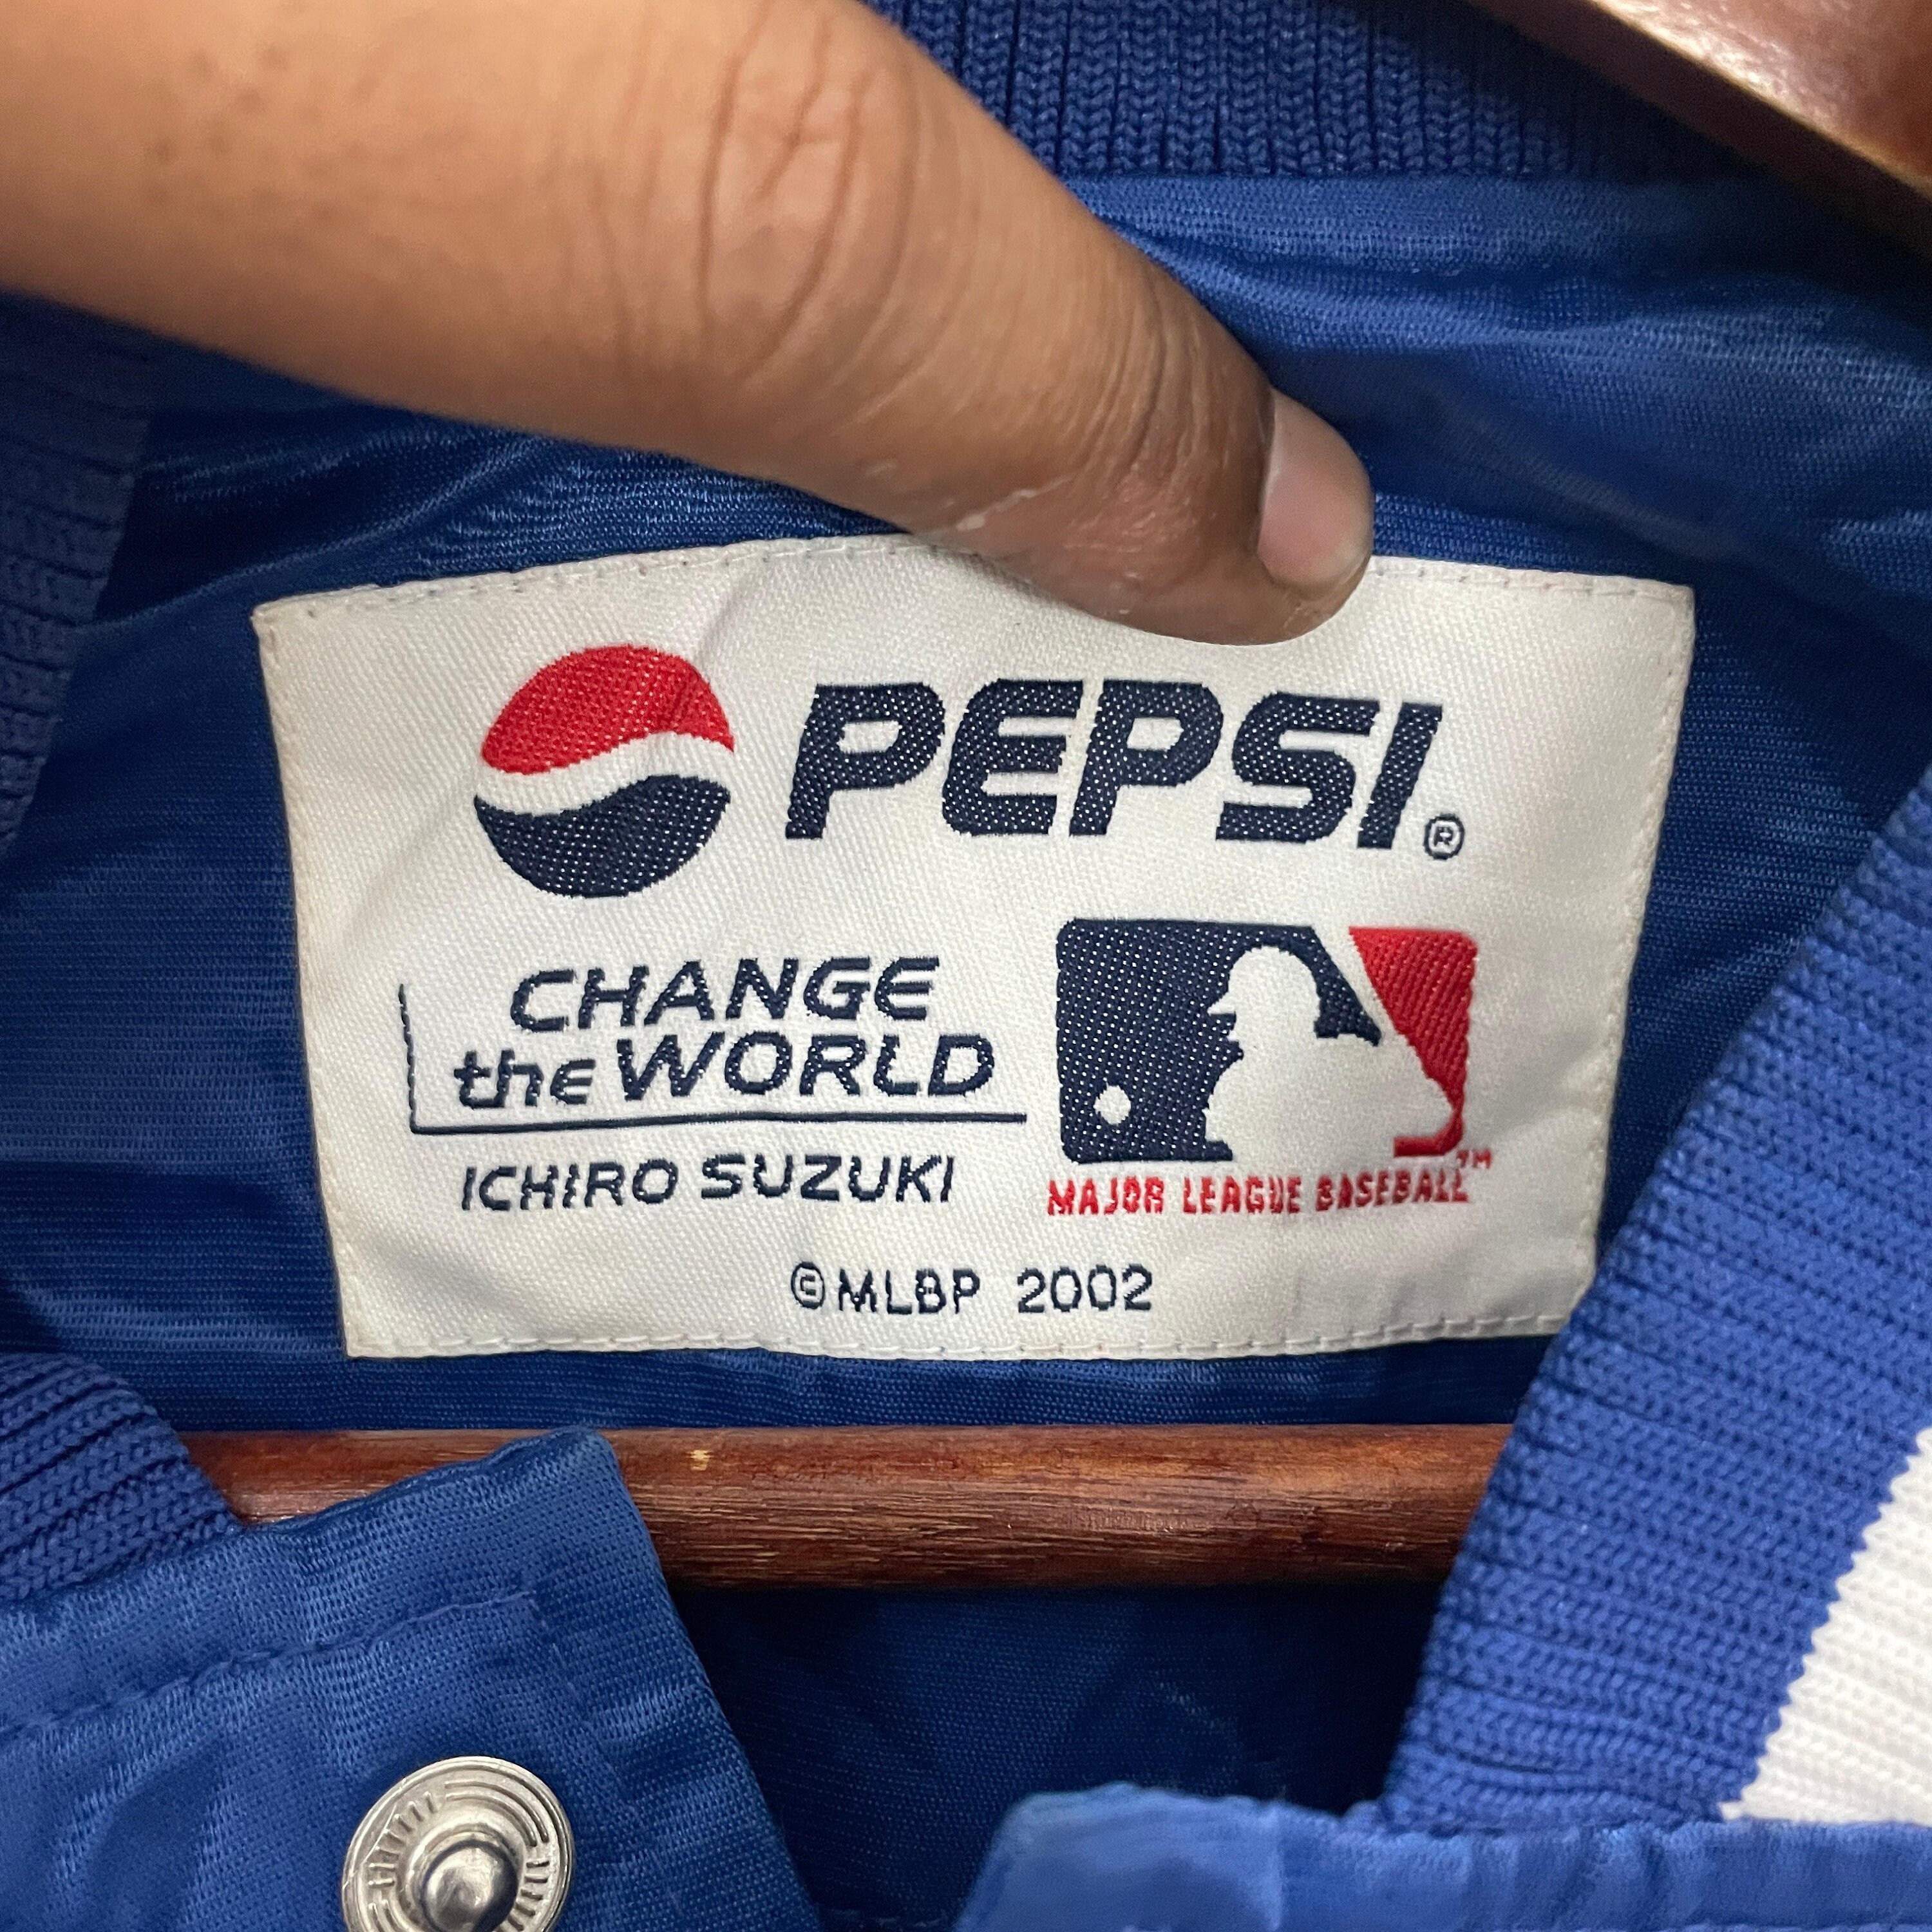 PEPSI®
CHANGE
the WORLD
ICHIRO SUZUKI
MAJOR LEAGUE BASEBALL™
©MLBP 2002